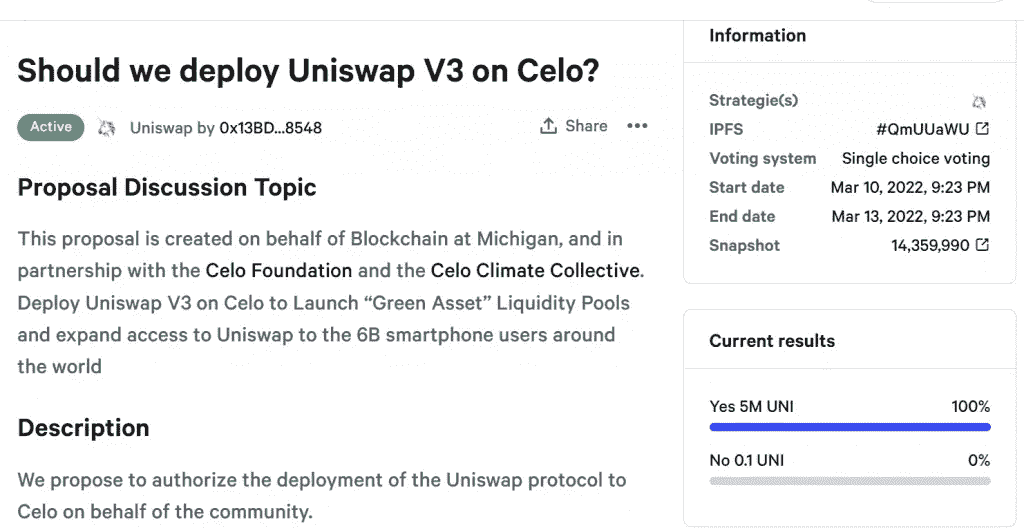 Should we deploy Uniswap V3 on Celo?
Active Uniswap by 0x13BD...8548 Share
Proposal Discussion Topic
This proposal is created on behalf of Blockchain at Michigan, and in
partnership with the Celo Foundation and the Celo Climate Collective.
Deploy Uniswap V3 on Celo to Launch “Green Asset” Liquidity Pools
and expand access to Uniswap to the 6B smartphone users around
the world
Description
We propose to authorize the deployment of the Uniswap protocol to
Celo on behalf of the community.
Information
Strategie(s)
IPFS #QmUUaWU
Voting system Single choice voting
Start date Mar 10, 2022, 9:23 PM
End date Mar 13, 2022, 9:23 PM
Snapshot 14,359,990
Current results
Yes 5M UNI 100%
No 0.1 UNI 0%